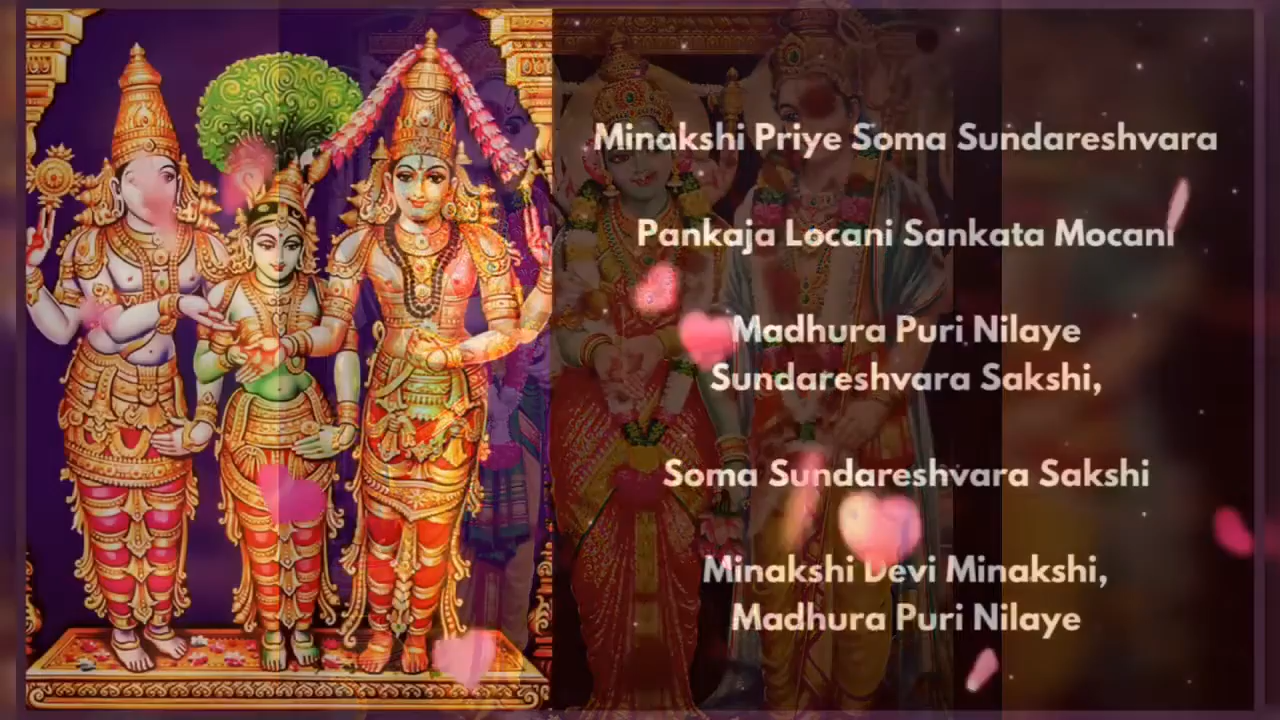 Minakshi Priye Soma Sundareshvara
Pankaja Locani Sankata Mocani
Madhura Puri Nilaye
Sundareshvara Sakshi,
Soma Sundareshvara Sakshi
Minakshi Devi Minakshi,
Madhura Puri Nilaye